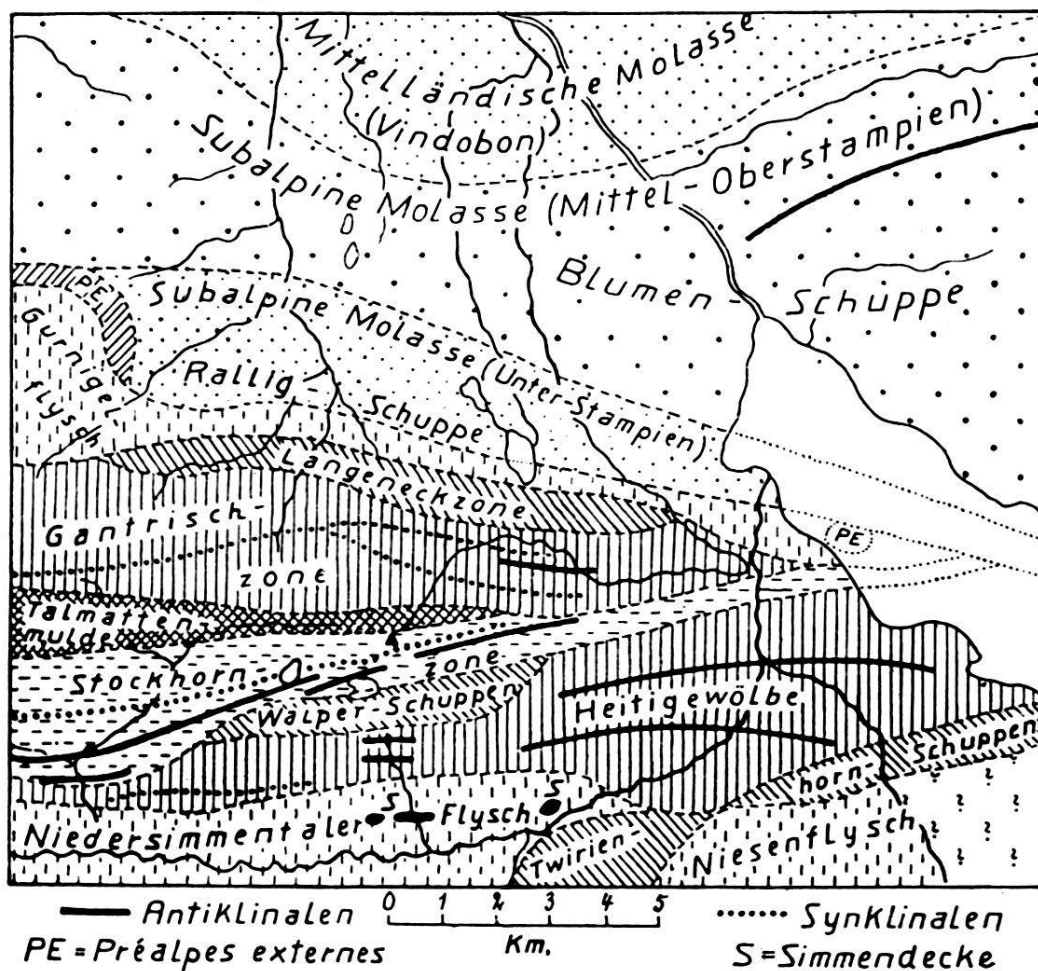 Mittelländische Molasse
(Vindobon)
Subalpine Molasse (Mittel-Oberstampien)
Blumen-Schuppe
PE
Subalpine Molasse (Unter-Stampien)
Gurnigel
flysch
Rallig-Schuppe
Langeneckzone
Gantrisch-
zone
(PE)
Talmatten-
mulde
Stockhorn-zone
Walper Schuppen
Heitigewölbe
Niedersimmentaler Flysch
S
S
Twirien-horn Schuppen
Niesenflysch
Antiklinalen
0 1 2 3 4 5
Km.
Synklinalen
PE = Préalpes externes
S = Simmendecke